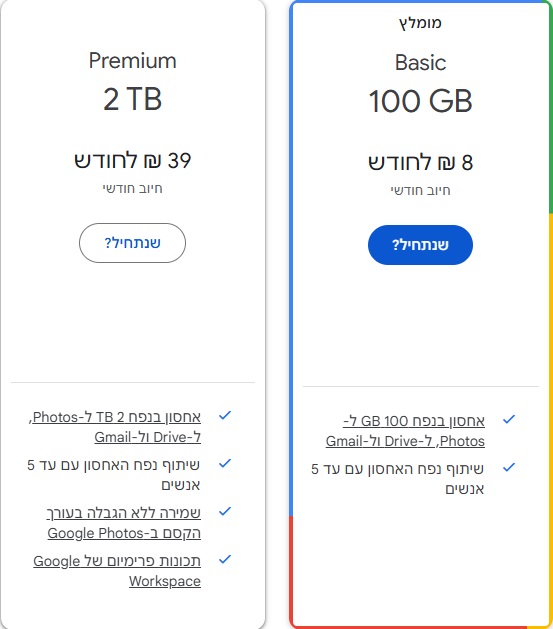 מומלץ
Basic
100 GB
8 ₪ לחודש
חיוב חודשי
שנתחיל?
אחסון בנפח 100 GB ל-
Photos, ל-Drive ול-Gmail
שיתוף נפח האחסון עם עד 5
אנשים
Premium
2 TB
39 ₪ לחודש
חיוב חודשי
שנתחיל?
אחסון בנפח 2 TB ל-Photos,
ל-Drive ול-Gmail
שיתוף נפח האחסון עם עד 5
אנשים
שמירה ללא הגבלה בעורך
הקסם ב-Google Photos
תכונות פרימיום של Google
Workspace